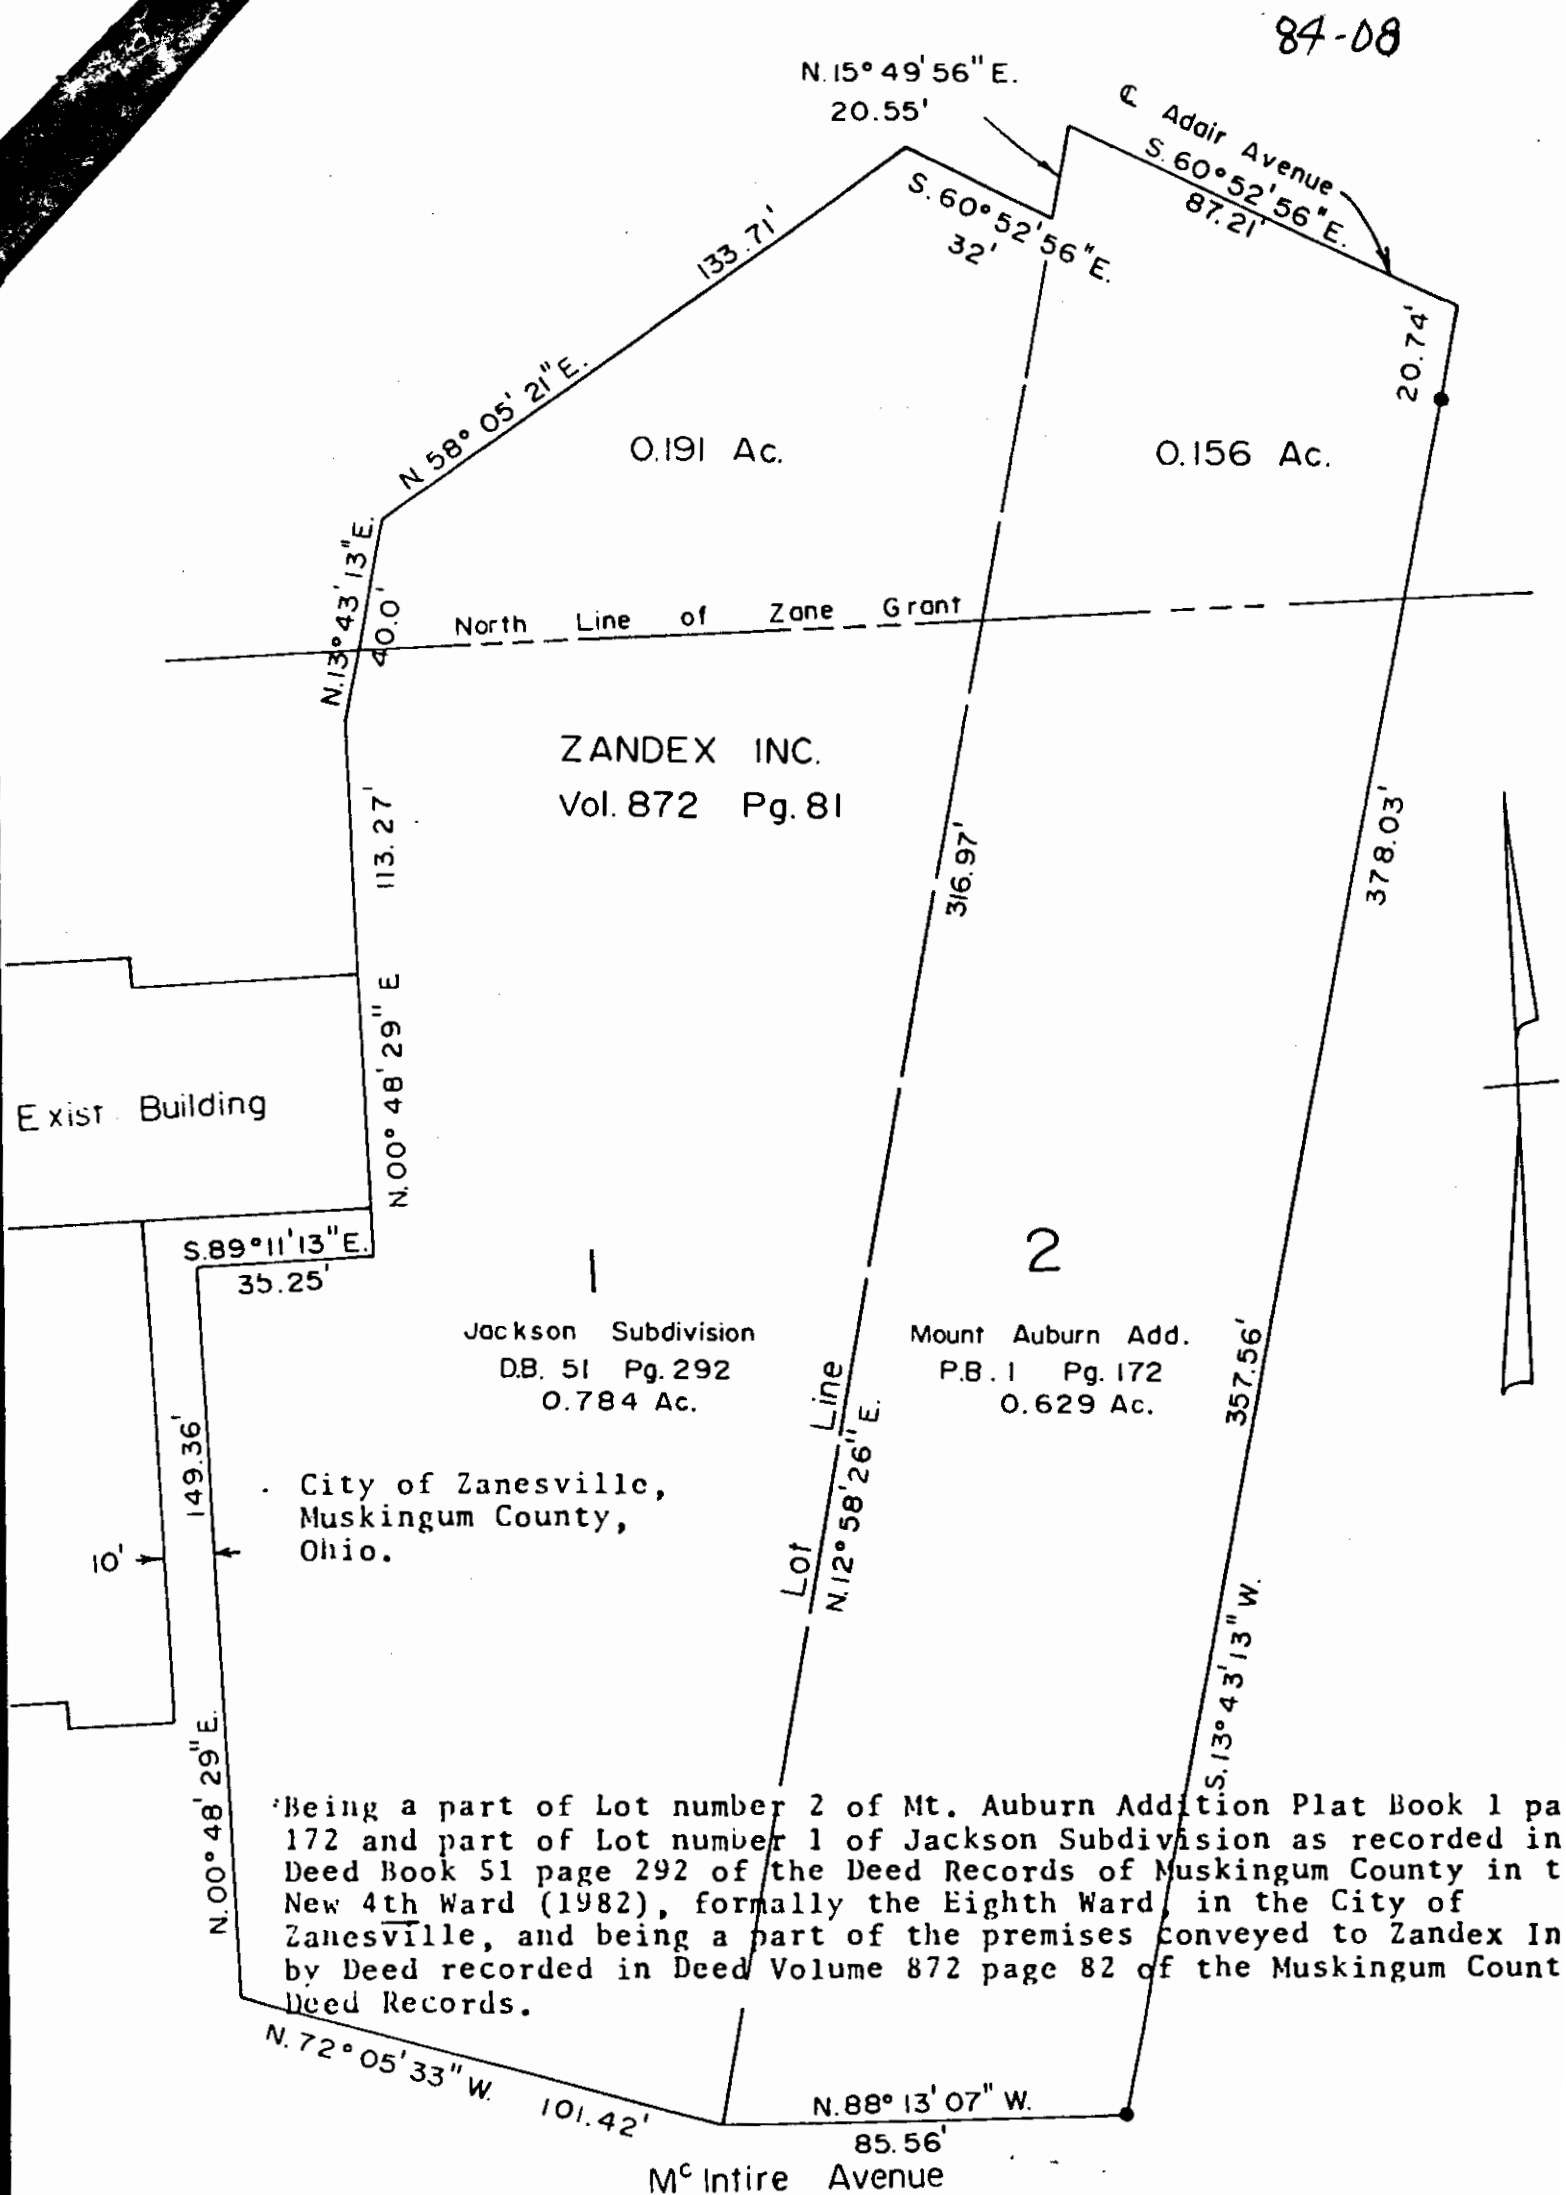 84-08
N. 15° 49' 56" E.
20.55'
℄ Adair Avenue
S. 60° 52' 56" E.
87.21'
S. 60° 52' 56" E.
32'
133.71'
N 58° 05' 21" E.
20.74'
0.191 Ac.
0.156 Ac.
N. 13° 43' 13" E.
40.0'
North Line of Zane Grant
ZANDEX INC.
Vol. 872 Pg. 81
113.27'
316.97'
378.03'
N. 00° 48' 29" E
Exist. Building
S. 89° 11' 13" E.
35.25'
1
2
Jackson Subdivision
D.B. 51 Pg. 292
0.784 Ac.
Mount Auburn Add.
P.B. 1 Pg. 172
0.629 Ac.
357.56'
Lot Line
N. 12° 58' 26" E.
149.36'
City of Zanesville,
Muskingum County,
Ohio.
10'
S. 13° 43' 13" W.
N. 00° 48' 29" E.
Being a part of Lot number 2 of Mt. Auburn Addition Plat Book 1 pa
172 and part of Lot number 1 of Jackson Subdivision as recorded in
Deed Book 51 page 292 of the Deed Records of Muskingum County in t
New 4th Ward (1982), formally the Eighth Ward, in the City of
Zanesville, and being a part of the premises conveyed to Zandex In
by Deed recorded in Deed Volume 872 page 82 of the Muskingum Count
Deed Records.
N. 72° 05' 33" W. 101.42'
N. 88° 13' 07" W.
85.56'
Mc Intire Avenue